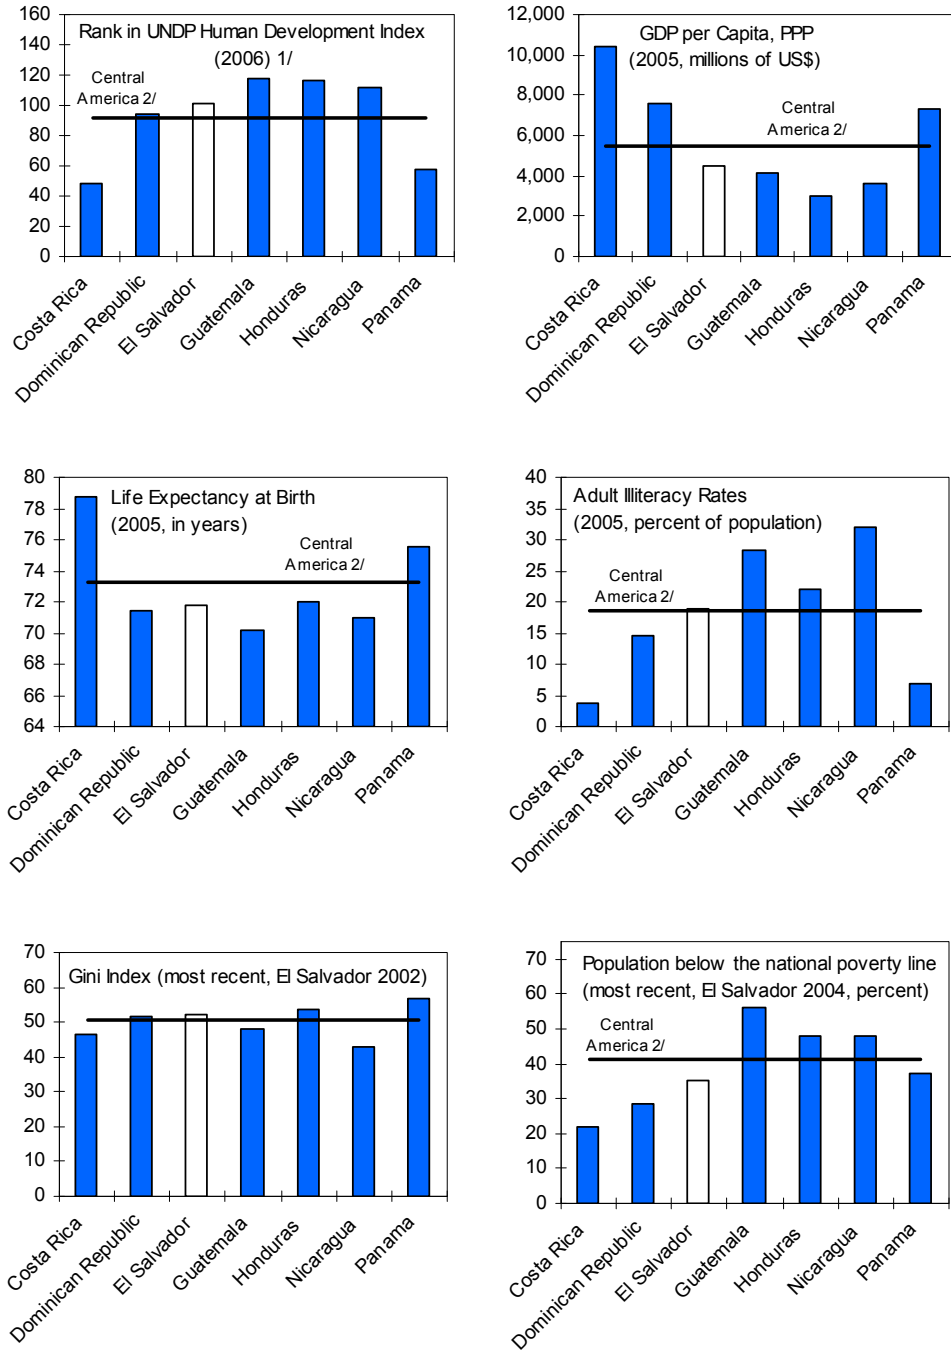 Rank in UNDP Human Development Index
(2006) 1/
Central
America 2/
160
140
120
100
80
60
40
20
0
Costa Rica
Dominican Republic
El Salvador
Guatemala
Honduras
Nicaragua
Panama
GDP per Capita, PPP
(2005, millions of US$)
Central
America 2/
12,000
10,000
8,000
6,000
4,000
2,000
0
Costa Rica
Dominican Republic
El Salvador
Guatemala
Honduras
Nicaragua
Panama
Life Expectancy at Birth
(2005, in years)
Central
America 2/
80
78
76
74
72
70
68
66
64
Costa Rica
Dominican Republic
El Salvador
Guatemala
Honduras
Nicaragua
Panama
Adult Illiteracy Rates
(2005, percent of population)
Central
America 2/
40
35
30
25
20
15
10
5
0
Costa Rica
Dominican Republic
El Salvador
Guatemala
Honduras
Nicaragua
Panama
Gini Index (most recent, El Salvador 2002)
70
60
50
40
30
20
10
0
Costa Rica
Dominican Republic
El Salvador
Guatemala
Honduras
Nicaragua
Panama
Population below the national poverty line
(most recent, El Salvador 2004, percent)
Central
America 2/
70
60
50
40
30
20
10
0
Costa Rica
Dominican Republic
El Salvador
Guatemala
Honduras
Nicaragua
Panama